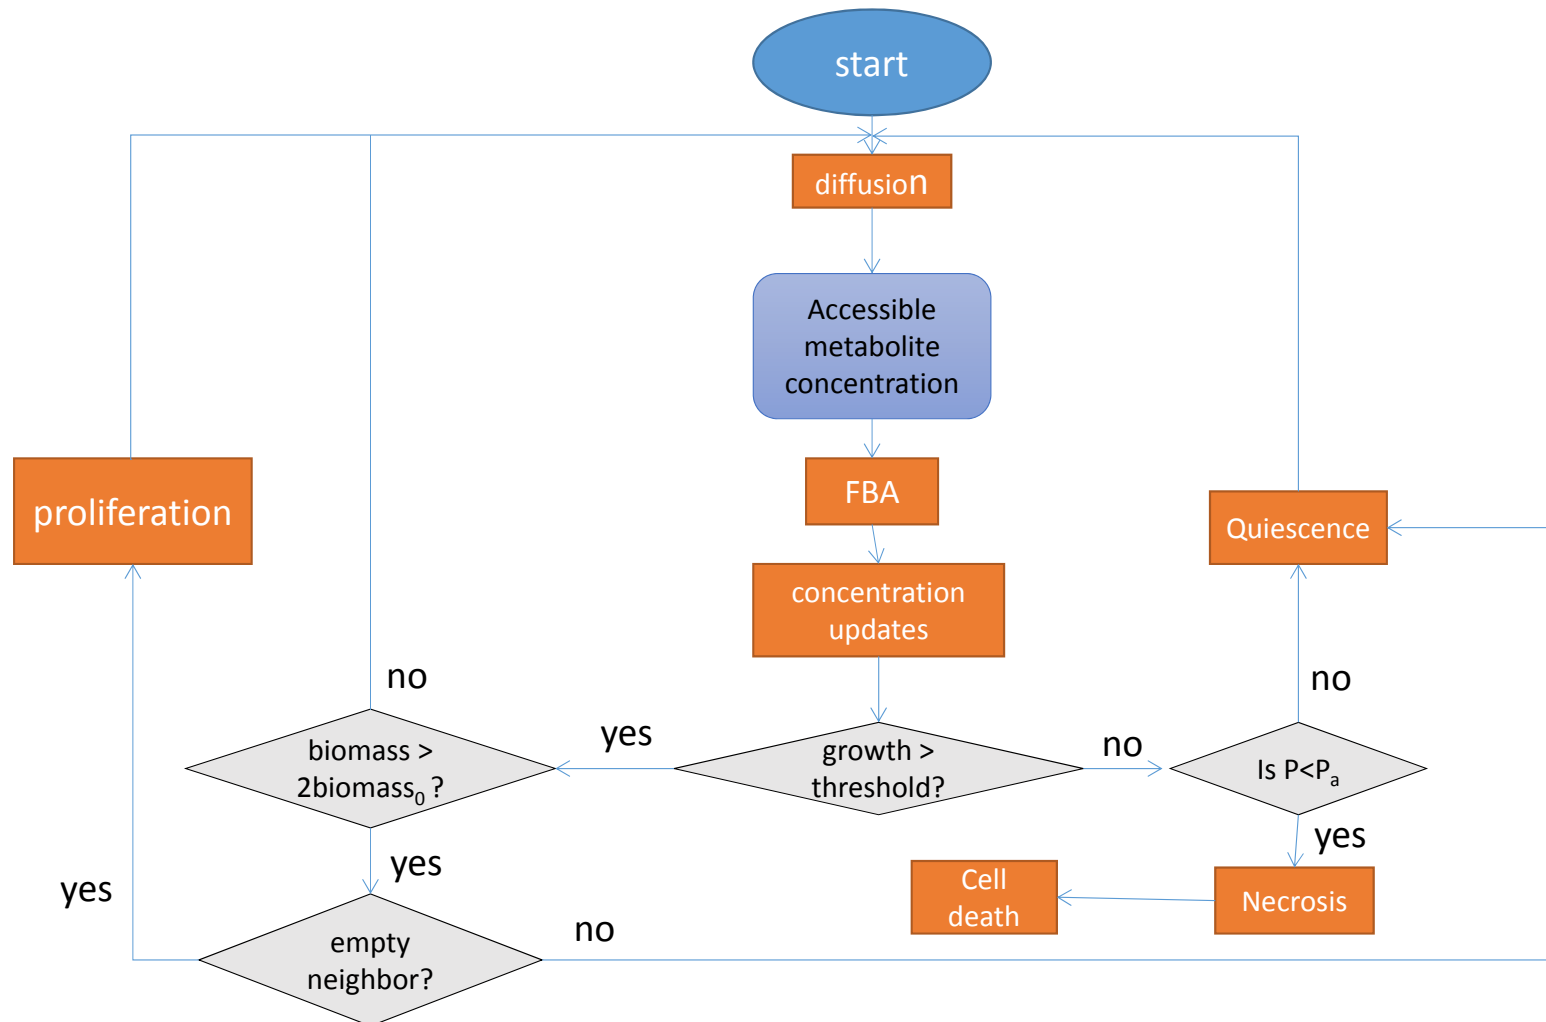 start
diffusion
Accessible
metabolite
concentration
FBA
proliferation
Quiescence
concentration
updates
no
no
yes
no
biomass >
2biomass₀ ?
growth >
threshold?
Is P<Pₐ
yes
yes
yes
Cell
death
Necrosis
no
empty
neighbor?